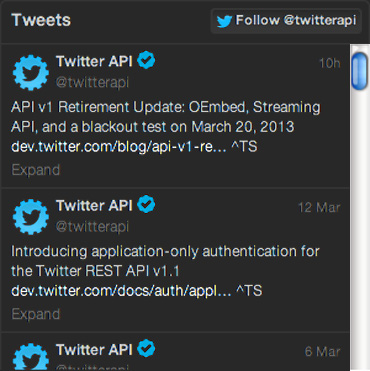 Tweets
Follow @twitterapi
Twitter API 10h
@twitterapi
API v1 Retirement Update: OEmbed, Streaming
API, and a blackout test on March 20, 2013
dev.twitter.com/blog/api-v1-re... ^TS
Expand
Twitter API 12 Mar
@twitterapi
Introducing application-only authentication for
the Twitter REST API v1.1
dev.twitter.com/docs/auth/appl... ^TS
Expand
Twitter API 6 Mar
@twitterapi